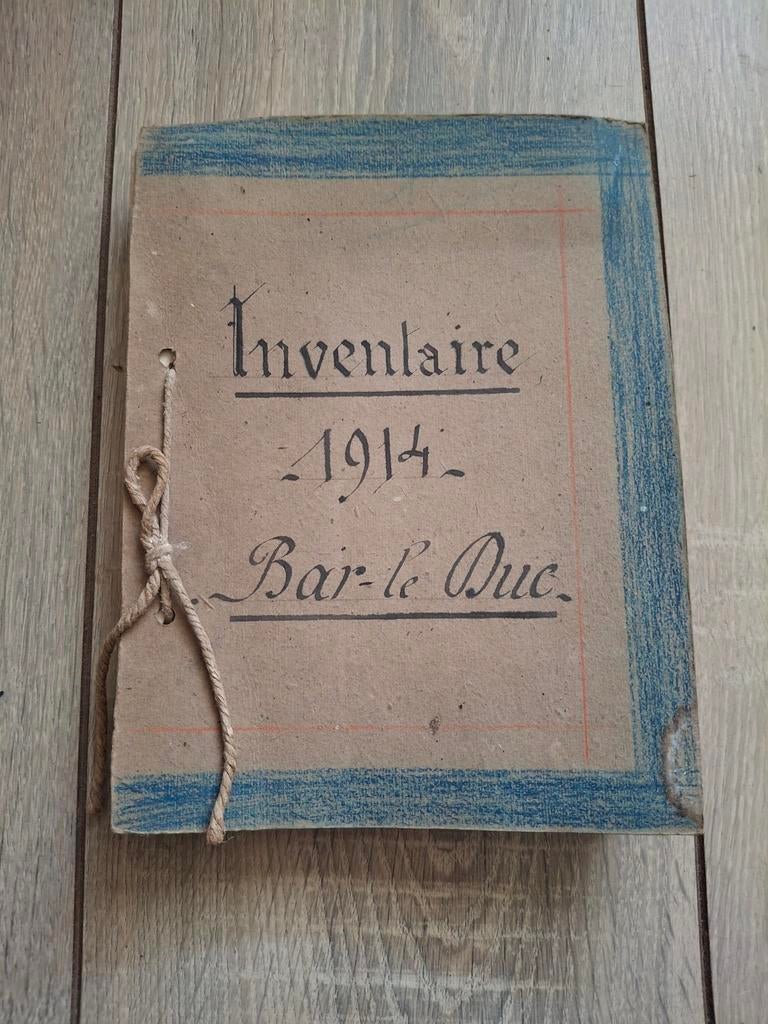 Inventaire
-1914-
Bar-le Duc-